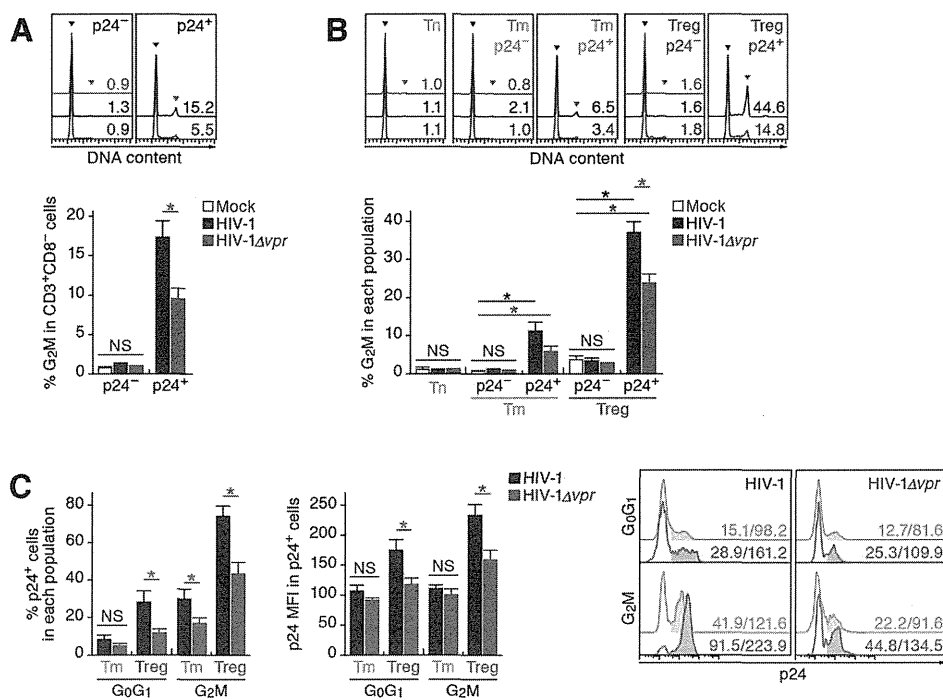 A
p24⁻ p24⁺
0.9
1.3 15.2
0.9 5.5
DNA content
% G₂M in CD3⁺CD8⁻ cells
20
15
10
5
0
*
NS
p24⁻ p24⁺
Mock
HIV-1
HIV-1Δvpr
B
Tn Tm p24⁻ Tm p24⁺ Treg p24⁻ Treg p24⁺
1.0 0.8 1.6
1.1 2.1 6.5 1.6 44.6
1.1 1.0 3.4 1.8 14.8
DNA content
% G₂M in each population
40
30
20
10
0
* * * * *
NS NS NS
Tn p24⁻ p24⁺ p24⁻ p24⁺
Tm Treg
Mock
HIV-1
HIV-1Δvpr
C
% p24⁺ cells in each population
80
60
40
20
0
NS * * *
Tm Treg Tm Treg
G₀G₁ G₂M
p24 MFI in p24⁺ cells
250
200
150
100
50
0
NS * NS *
Tm Treg Tm Treg
G₀G₁ G₂M
HIV-1
HIV-1Δvpr
HIV-1 HIV-1Δvpr
G₀G₁
15.1/98.2 12.7/81.6
28.9/161.2 25.3/109.9
G₂M
41.9/121.6 22.2/91.6
91.5/223.9 44.8/134.5
p24